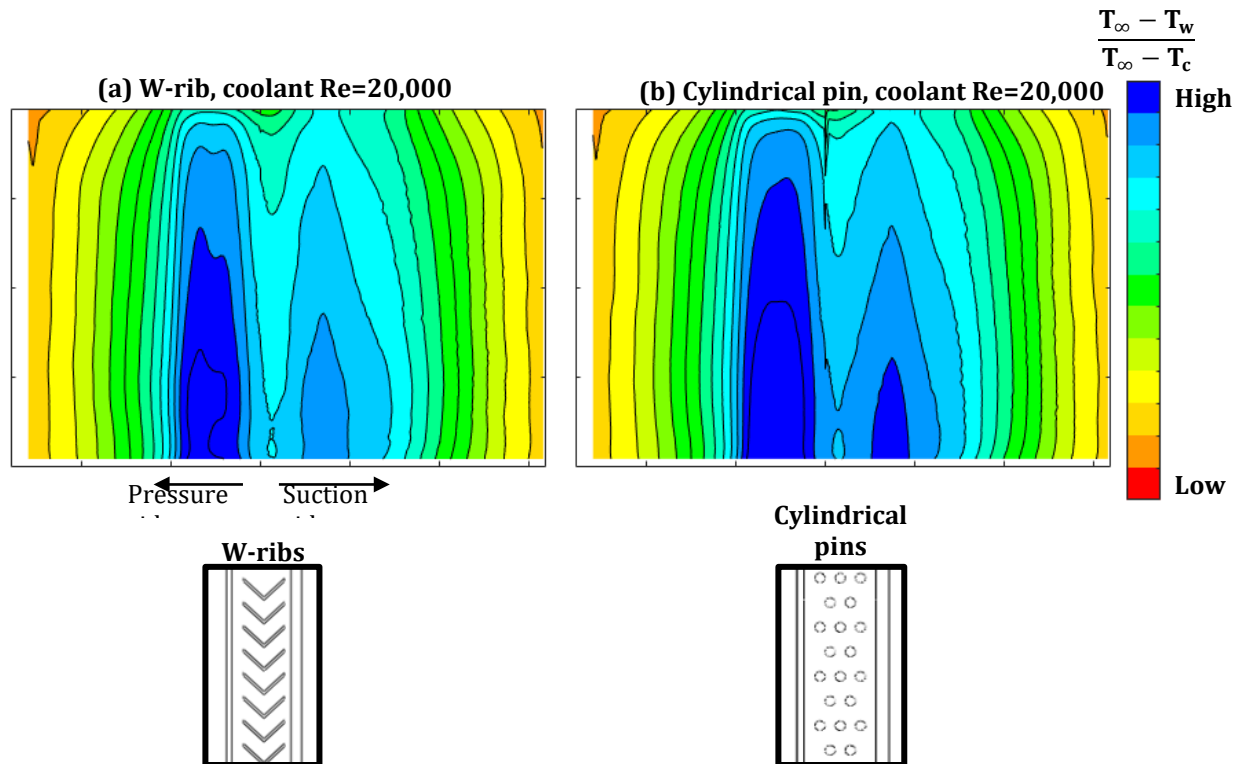 T∞ − Tw
T∞ − Tc
(a) W-rib, coolant Re=20,000
(b) Cylindrical pin, coolant Re=20,000
High
Low
Pressure
Suction
W-ribs
Cylindrical
pins